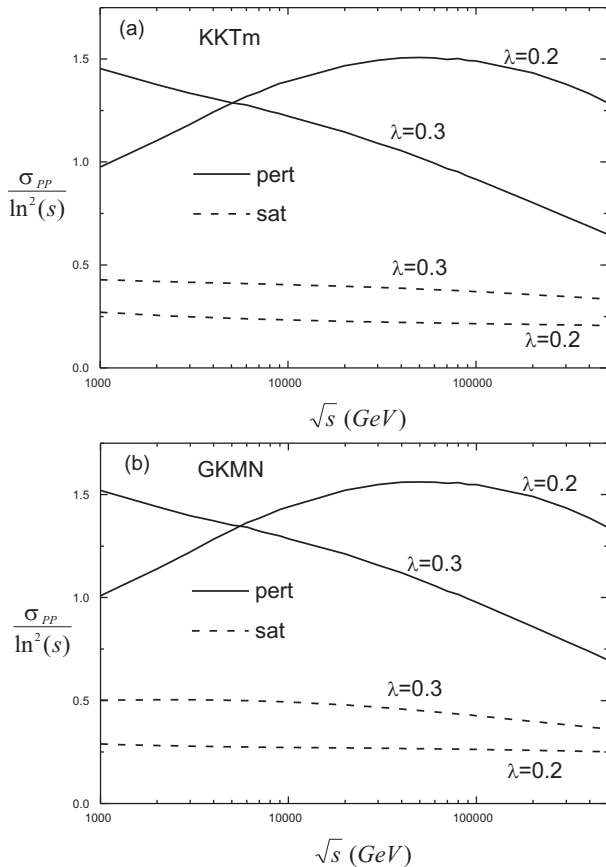 (a) KKTm
1.5
λ=0.2
λ=0.3
1.0
σ_PP / ln²(s)
pert
sat
0.5
λ=0.3
λ=0.2
0.0
1000 10000 100000
√s (GeV)
(b) GKMN
1.5
λ=0.2
λ=0.3
1.0
σ_PP / ln²(s)
pert
sat
0.5
λ=0.3
λ=0.2
0.0
1000 10000 100000
√s (GeV)